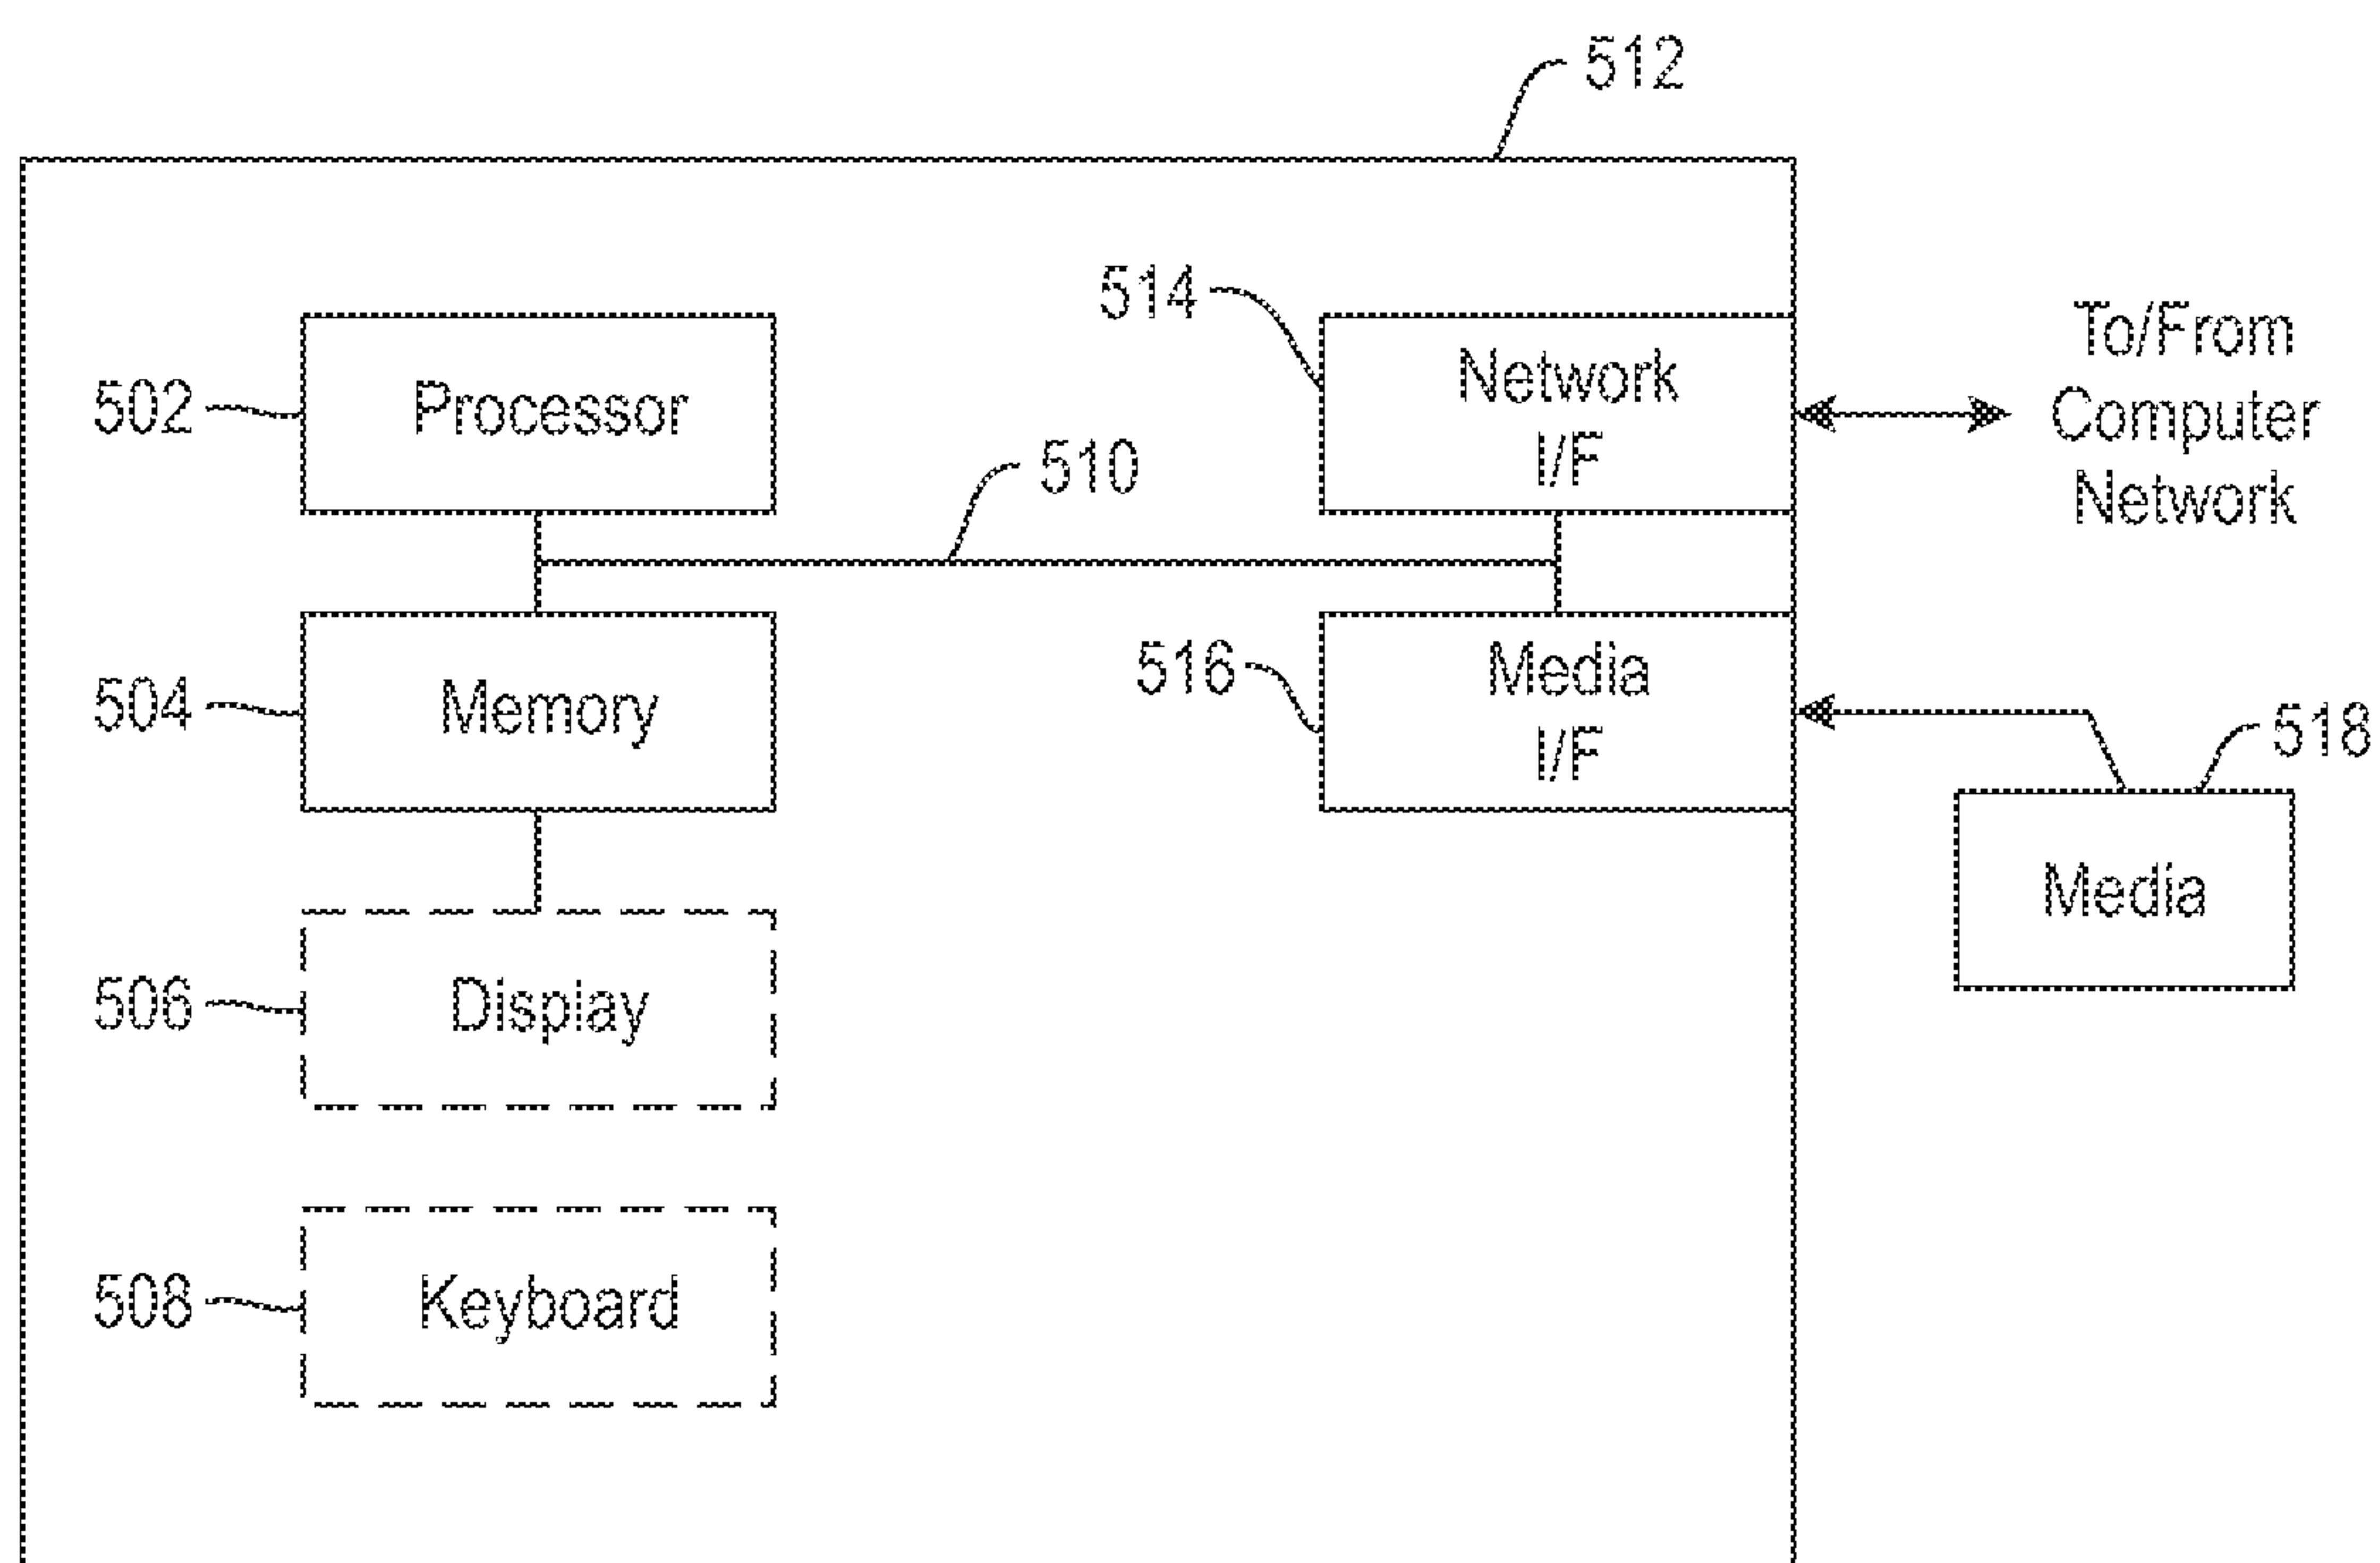 512
514
Network
I/F
To/From
Computer
Network
502
Processor
510
504
Memory
516
Media
I/F
518
Media
506
Display
508
Keyboard